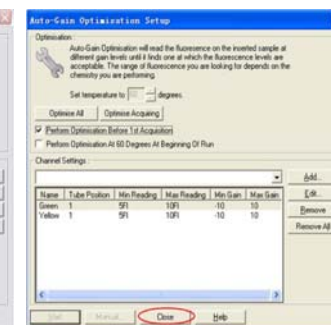 Auto-Gain Optimisation Setup
Optimisation:
Auto-Gain Optimisation will read the fluoresence on the inverted sample at
different gain levels until it finds one at which the fluorescence levels are
acceptable. The range of fluorescence you are looking for depends on the
chemistry you are performing.
Set temperature to degrees.
Optimise All Optimise Acquiring
Perform Optimisation Before 1st Acquisition
Perform Optimisation At 60 Degrees At Beginning Of Run
Channel Settings:
Add...
Name Tube Position Min Reading Max Reading Min Gain Max Gain
Green 1 5Fl 10Fl -10 10
Yellow 1 5Fl 10Fl -10 10
Edit...
Remove
Remove All
Start Manual... Close Help